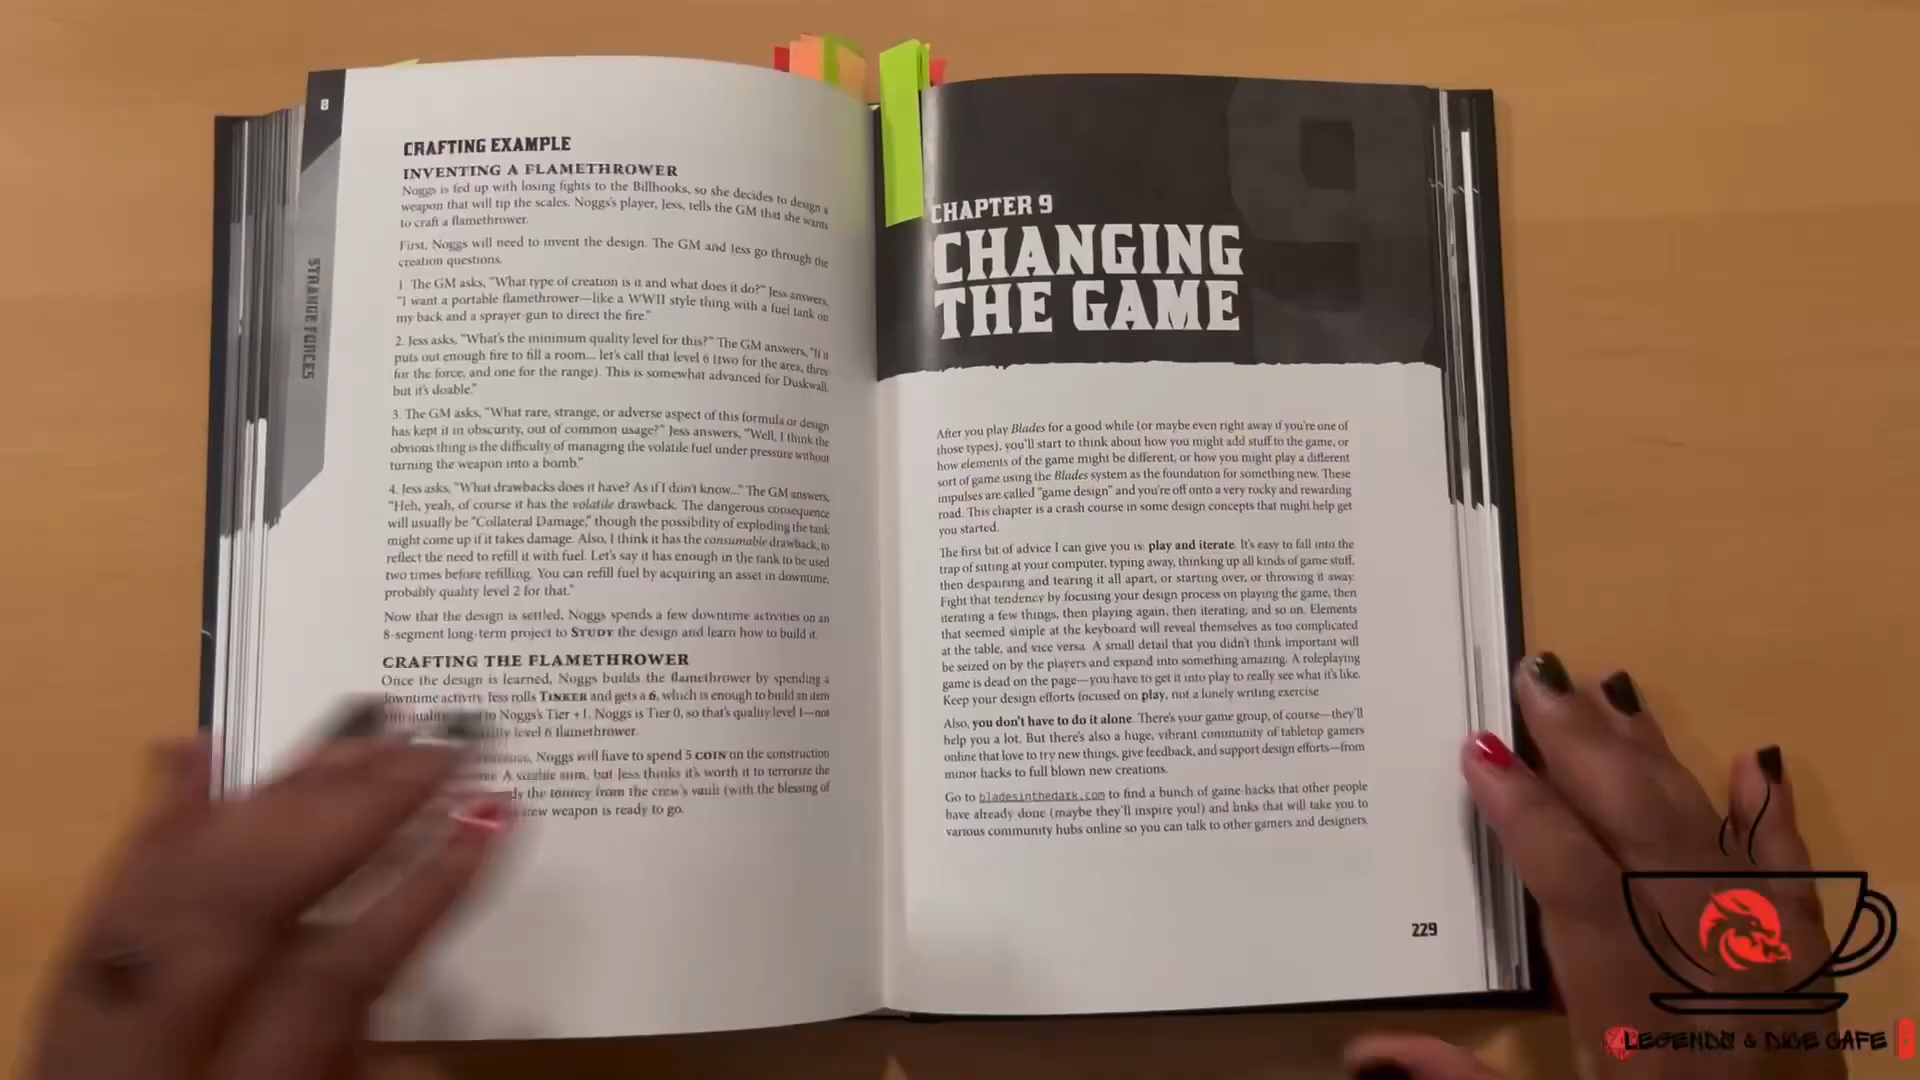 8
STRANGE FORCES
CRAFTING EXAMPLE
INVENTING A FLAMETHROWER
Noggs is fed up with losing fights to the Billhooks, so she decides to design a
weapon that will tip the scales. Noggs's player, Jess, tells the GM that she wants
to craft a flamethrower.
First, Noggs will need to invent the design. The GM and Jess go through the
creation questions.
1. The GM asks, "What type of creation is it and what does it do?" Jess answers,
"I want a portable flamethrower—like a WWII style thing with a fuel tank on
my back and a sprayer-gun to direct the fire."
2. Jess asks, "What's the minimum quality level for this?" The GM answers, "If it
puts out enough fire to fill a room... let's call that level 6 (two for the area, three
for the force, and one for the range). This is somewhat advanced for Duskwall,
but it's doable."
3. The GM asks, "What rare, strange, or adverse aspect of this formula or design
has kept it in obscurity, out of common usage?" Jess answers, "Well, I think the
obvious thing is the difficulty of managing the volatile fuel under pressure without
turning the weapon into a bomb."
4. Jess asks, "What drawbacks does it have? As if I don't know..." The GM answers,
"Heh, yeah, of course it has the volatile drawback. The dangerous consequence
will usually be "Collateral Damage," though the possibility of exploding the tank
might come up if it takes damage. Also, I think it has the consumable drawback, to
reflect the need to refill it with fuel. Let's say it has enough in the tank to be used
two times before refilling. You can refill fuel by acquiring an asset in downtime,
probably quality level 2 for that."
Now that the design is settled, Noggs spends a few downtime activities on an
8-segment long-term project to STUDY the design and learn how to build it.
CRAFTING THE FLAMETHROWER
Once the design is learned, Noggs builds the flamethrower by spending a
downtime activity. Jess rolls TINKER and gets a 6, which is enough to build an item
to Noggs's Tier +1. Noggs is Tier 0, so that's quality level 1—not
level 6 flamethrower.
Noggs will have to spend 5 COIN on the construction
A sizable sum, but Jess thinks it's worth it to terrorize the
the money from the crew's vault (with the blessing of
weapon is ready to go.
9
CHAPTER 9
CHANGING
THE GAME
After you play Blades for a good while (or maybe even right away if you're one of
those types), you'll start to think about how you might add stuff to the game, or
how elements of the game might be different, or how you might play a different
sort of game using the Blades system as the foundation for something new. These
impulses are called "game design" and you're off onto a very rocky and rewarding
road. This chapter is a crash course in some design concepts that might help get
you started.
The first bit of advice I can give you is: play and iterate. It's easy to fall into the
trap of sitting at your computer, typing away, thinking up all kinds of game stuff,
then despairing and tearing it all apart, or starting over, or throwing it away.
Fight that tendency by focusing your design process on playing the game, then
iterating a few things, then playing again, then iterating, and so on. Elements
that seemed simple at the keyboard will reveal themselves as too complicated
at the table, and vice versa. A small detail that you didn't think important will
be seized on by the players and expand into something amazing. A roleplaying
game is dead on the page—you have to get it into play to really see what it's like.
Keep your design efforts focused on play, not a lonely writing exercise
Also, you don't have to do it alone. There's your game group, of course—they'll
help you a lot. But there's also a huge, vibrant community of tabletop gamers
online that love to try new things, give feedback, and support design efforts—from
minor hacks to full blown new creations.
Go to bladesinthedark.com to find a bunch of game hacks that other people
have already done (maybe they'll inspire you!) and links that will take you to
various community hubs online so you can talk to other gamers and designers.
229
LEGENDS & DICE CAFE